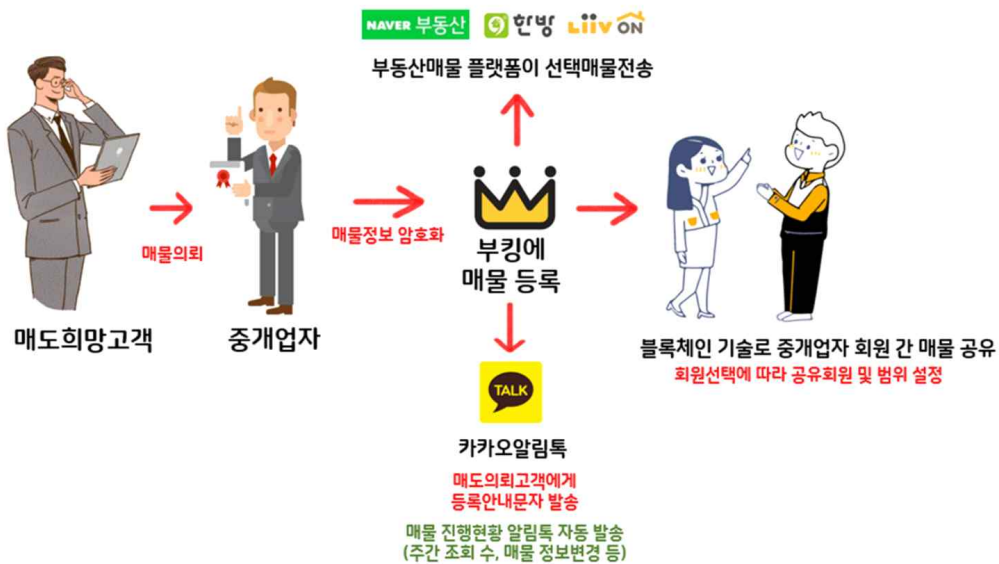 NAVER 부동산
한방
Liiv ON
부동산매물 플랫폼이 선택매물전송
매물의뢰
매물정보 암호화
부킹에
매물 등록
매도희망고객
중개업자
블록체인 기술로 중개업자 회원 간 매물 공유
회원선택에 따라 공유회원 및 범위 설정
TALK
카카오알림톡
매도의뢰고객에게
등록안내문자 발송
매물 진행현황 알림톡 자동 발송
(주간 조회 수, 매물 정보변경 등)